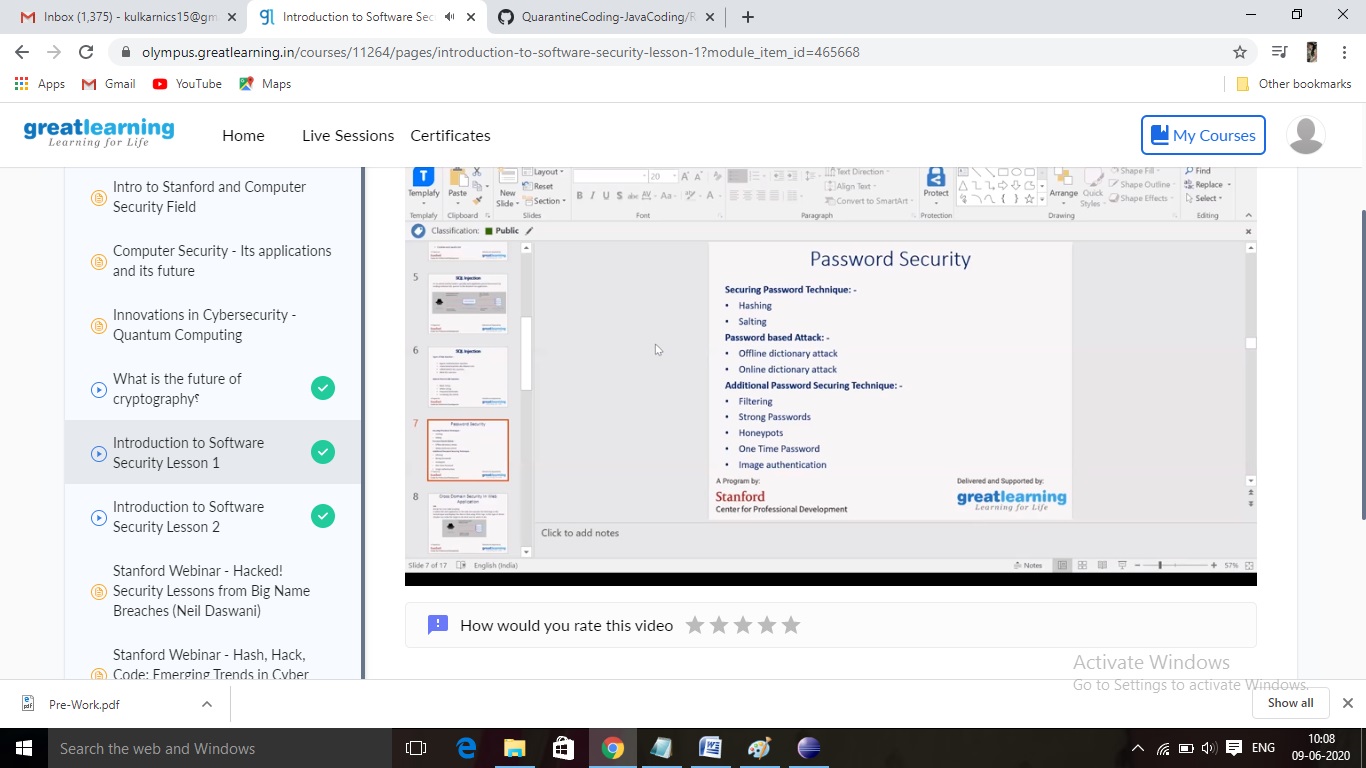 Inbox (1,375) - kulkarnics15@gm
Introduction to Software Sec
QuarantineCoding-JavaCoding/R
olympus.greatlearning.in/courses/11264/pages/introduction-to-software-security-lesson-1?module_item_id=465668
Apps
Gmail
YouTube
Maps
Other bookmarks
greatlearning
Learning for Life
Home
Live Sessions
Certificates
My Courses
Intro to Stanford and Computer
Security Field
Computer Security - Its applications
and its future
Innovations in Cybersecurity -
Quantum Computing
What is the future of
cryptography'
Introduction to Software
Security Lesson 1
Introduction to Software
Security Lesson 2
Stanford Webinar - Hacked!
Security Lessons from Big Name
Breaches (Neil Daswani)
Stanford Webinar - Hash, Hack,
Code: Emerging Trends in Cyber
Templafy
Paste
New
Slide
Layout
Reset
Section
20
B I U S
Text Direction
Align Text
Convert to SmartArt
Protect
Arrange
Quick
Styles
Shape Fill
Shape Outline
Shape Effects
Find
Replace
Select
Templafy
Clipboard
Slides
Font
Paragraph
Protection
Drawing
Editing
Classification:
Public
5
SQL Injection
6
SQL Injection
7
Password Security
8
Cross Domain Security in Web
Application
Password Security
Securing Password Technique: -
• Hashing
• Salting
Password based Attack: -
• Offline dictionary attack
• Online dictionary attack
Additional Password Securing Technique: -
• Filtering
• Strong Passwords
• Honeypots
• One Time Password
• Image authentication
A Program by:
Stanford
Center for Professional Development
Delivered and Supported by:
greatlearning
Learning for Life
Click to add notes
Slide 7 of 17
English (India)
Notes
57%
How would you rate this video
Activate Windows
Go to Settings to activate Windows.
Pre-Work.pdf
Show all
Search the web and Windows
ENG
10:08
09-06-2020